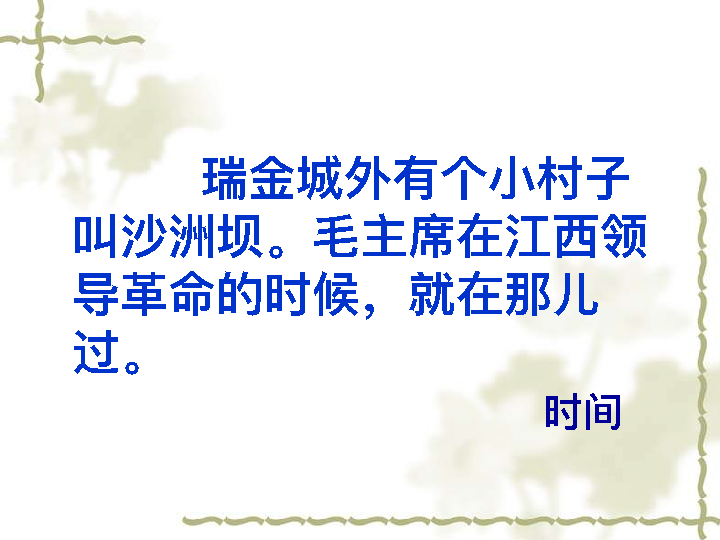 瑞金城外有个小村子
叫沙洲坝。毛主席在江西领
导革命的时候，就在那儿
过。
时间